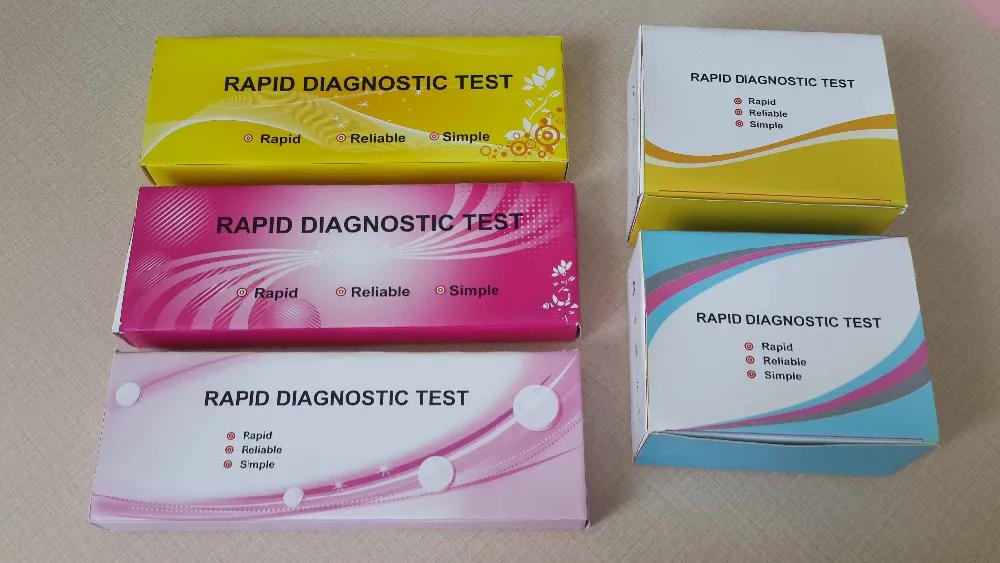 RAPID DIAGNOSTIC TEST
Rapid Reliable Simple
RAPID DIAGNOSTIC TEST
Rapid Reliable Simple
RAPID DIAGNOSTIC TEST
Rapid
Reliable
Simple
RAPID DIAGNOSTIC TEST
Rapid
Reliable
Simple
RAPID DIAGNOSTIC TEST
Rapid
Reliable
Simple